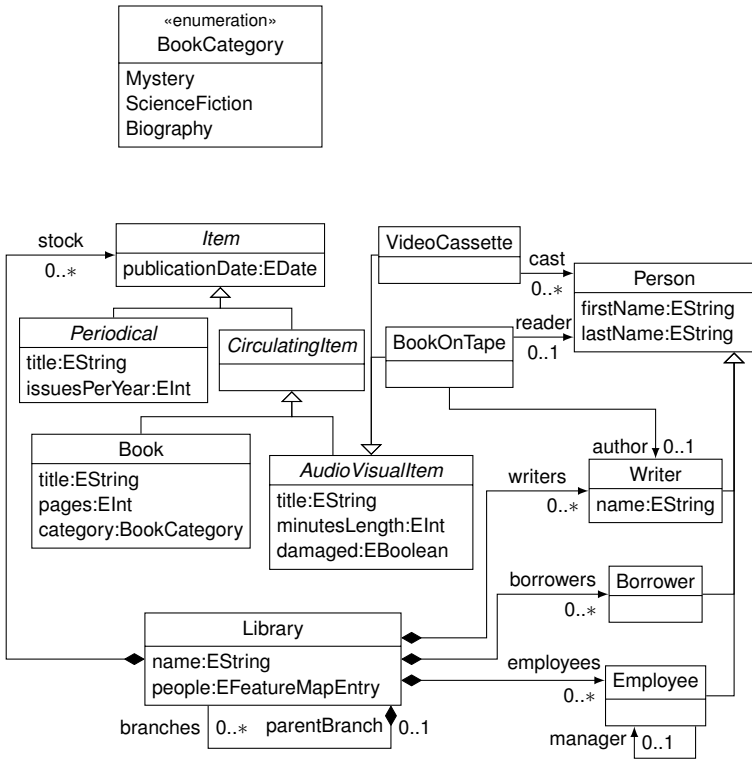 «enumeration»
BookCategory
Mystery
ScienceFiction
Biography
stock
0..*
Item
publicationDate:EDate
VideoCassette
cast
0..*
Person
firstName:EString
lastName:EString
Periodical
title:EString
issuesPerYear:EInt
CirculatingItem
BookOnTape
reader
0..1
Book
title:EString
pages:EInt
category:BookCategory
AudioVisualItem
title:EString
minutesLength:EInt
damaged:EBoolean
author
0..1
writers
0..*
Writer
name:EString
borrowers
0..*
Borrower
Library
name:EString
people:EFeatureMapEntry
employees
0..*
Employee
branches
0..*
parentBranch
0..1
manager
0..1